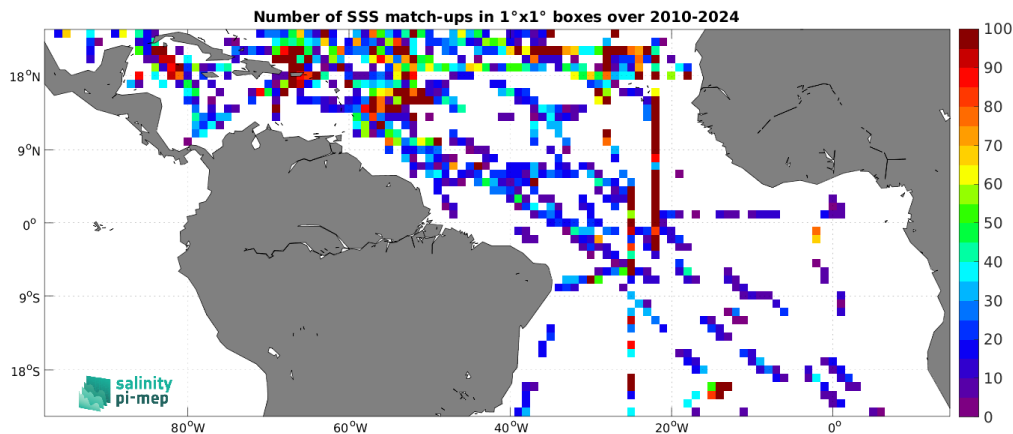 Number of SSS match-ups in 1°x1° boxes over 2010-2024
18°N
9°N
0°
9°S
18°S
80°W
60°W
40°W
20°W
0°
100
90
80
70
60
50
40
30
20
10
0
salinity
pi-mep